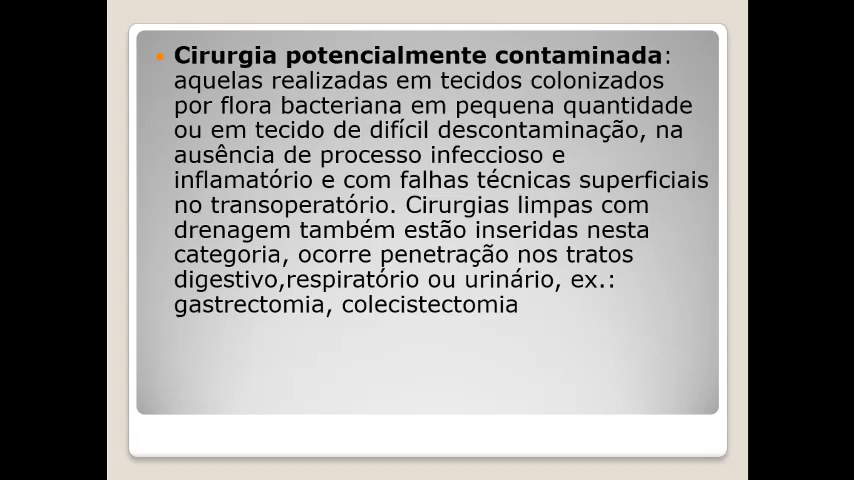 Cirurgia potencialmente contaminada:
aquelas realizadas em tecidos colonizados
por flora bacteriana em pequena quantidade
ou em tecido de difícil descontaminação, na
ausência de processo infeccioso e
inflamatório e com falhas técnicas superficiais
no transoperatório. Cirurgias limpas com
drenagem também estão inseridas nesta
categoria, ocorre penetração nos tratos
digestivo,respiratório ou urinário, ex.:
gastrectomia, colecistectomia